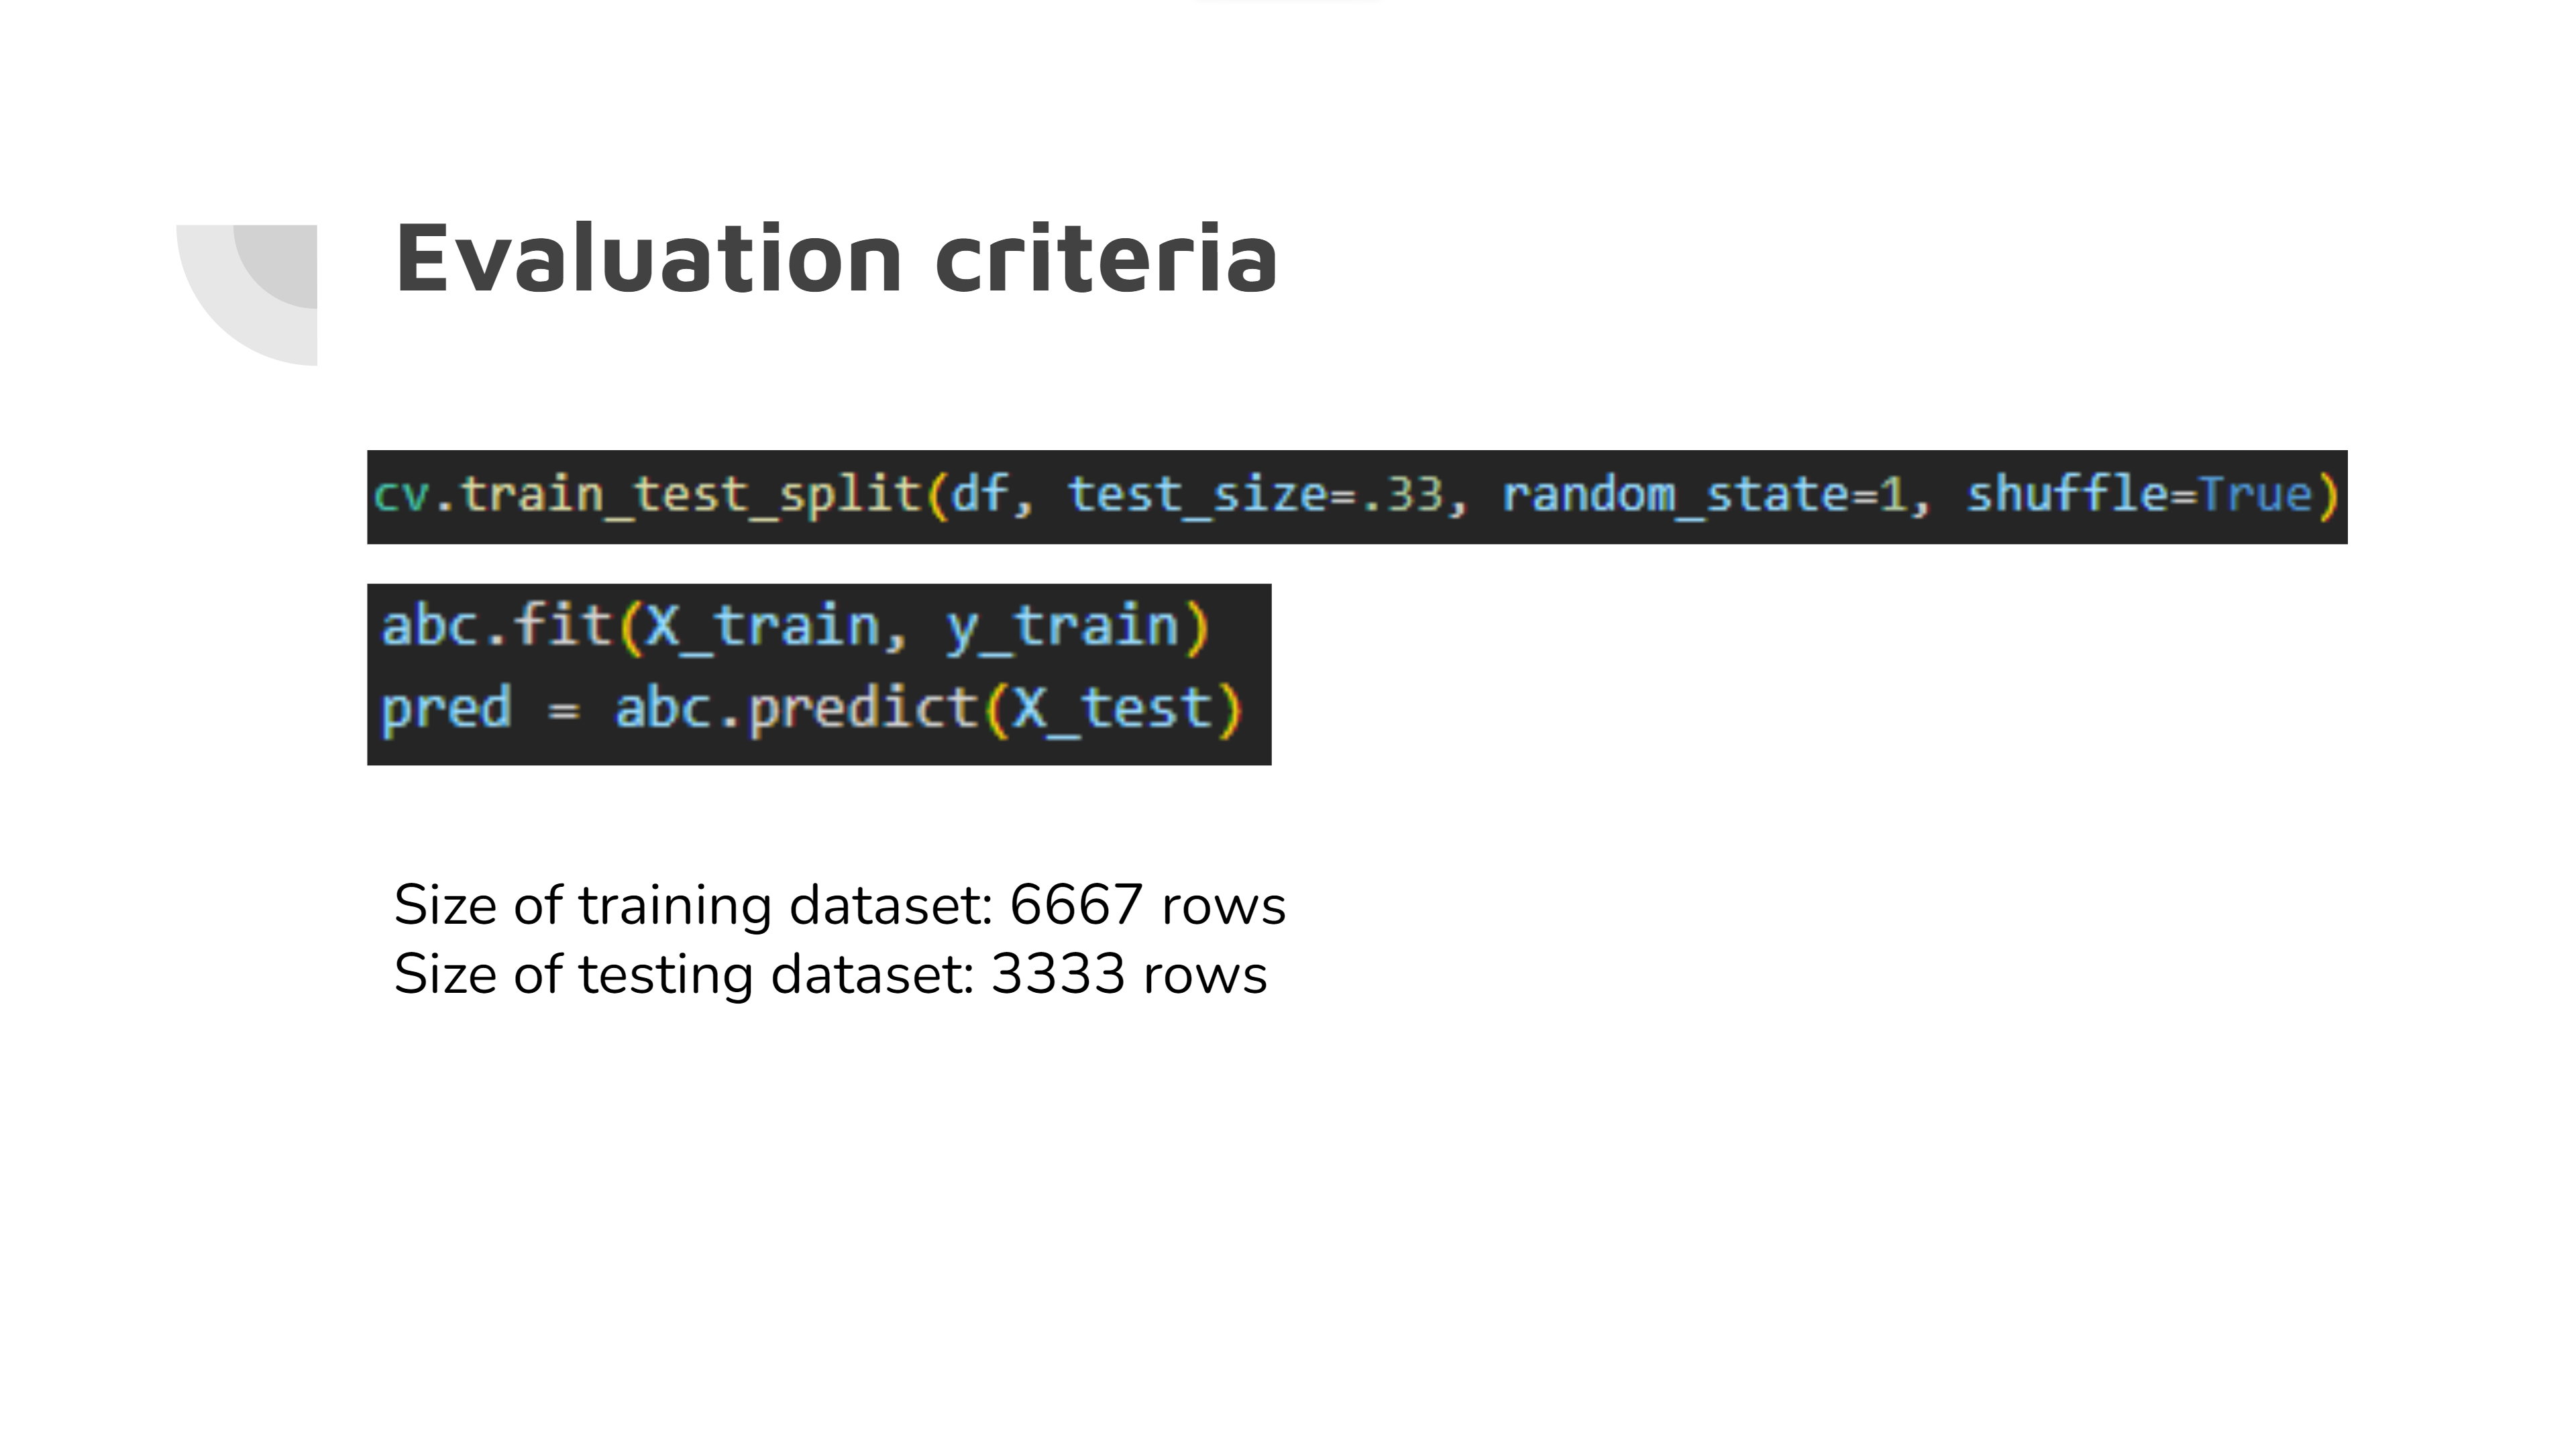 Evaluation criteria
cv.train_test_split(df, test_size=.33, random_state=1, shuffle=True)
abc.fit(X_train, y_train)
pred = abc.predict(X_test)
Size of training dataset: 6667 rows
Size of testing dataset: 3333 rows